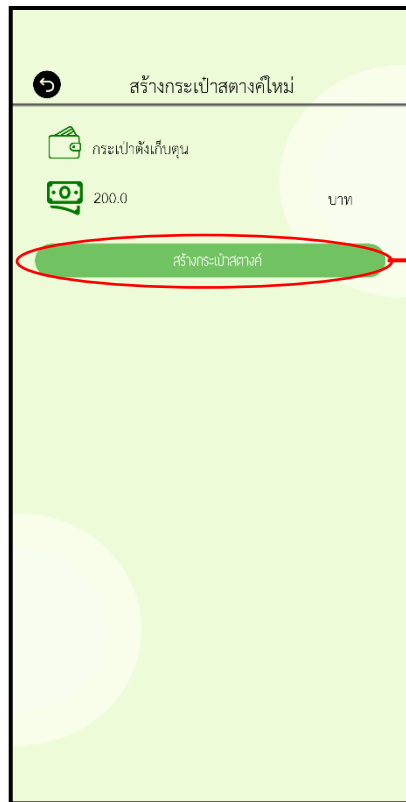 สร้างกระเป๋าสตางค์ใหม่
กระเป๋าตังเก็บตุน
200.0 บาท
สร้างกระเป๋าสตางค์